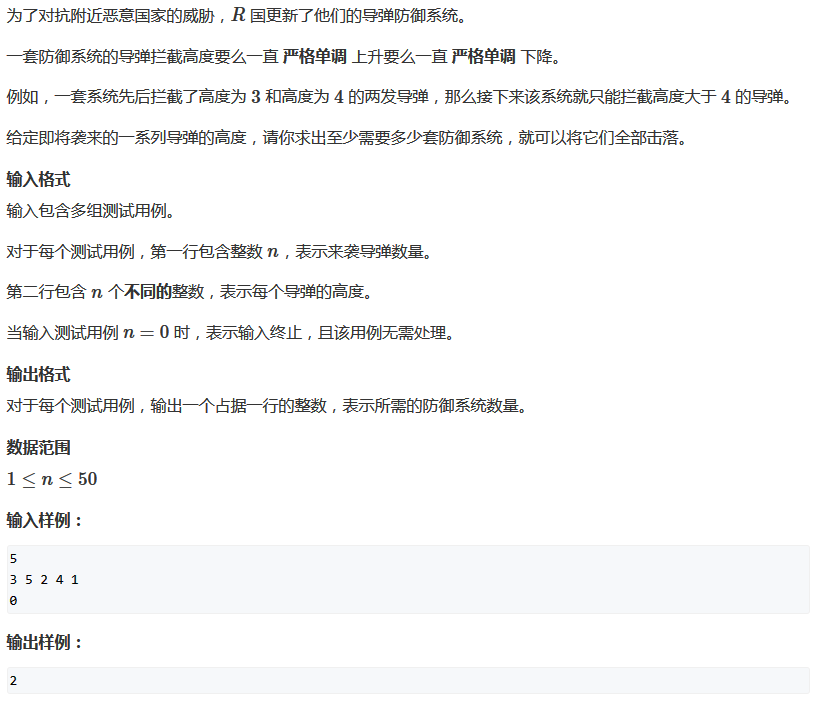 为了对抗附近恶意国家的威胁，R 国更新了他们的导弹防御系统。
一套防御系统的导弹拦截高度要么一直 严格单调 上升要么一直 严格单调 下降。
例如，一套系统先后拦截了高度为 3 和高度为 4 的两发导弹，那么接下来该系统就只能拦截高度大于 4 的导弹。
给定即将袭来的一系列导弹的高度，请你求出至少需要多少套防御系统，就可以将它们全部击落。
输入格式
输入包含多组测试用例。
对于每个测试用例，第一行包含整数 n，表示来袭导弹数量。
第二行包含 n 个不同的整数，表示每个导弹的高度。
当输入测试用例 n = 0 时，表示输入终止，且该用例无需处理。
输出格式
对于每个测试用例，输出一个占据一行的整数，表示所需的防御系统数量。
数据范围
1 ≤ n ≤ 50
输入样例：
5
3 5 2 4 1
0
输出样例：
2